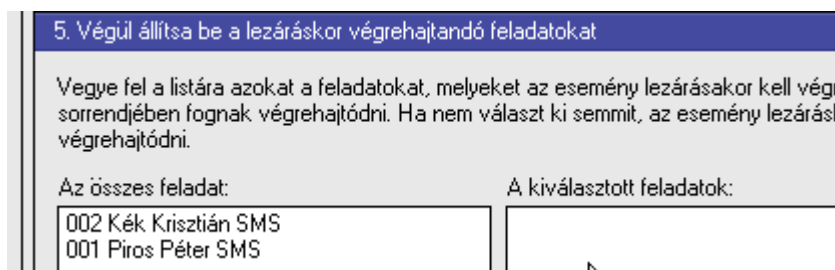 5. Végül állítsa be a lezáráskor végrehajtandó feladatokat
Vegye fel a listára azokat a feladatokat, melyeket az esemény lezárásakor kell
sorrendjében fognak végrehajtódni. Ha nem választ ki semmit, az esemény
végrehajtódni.
Az összes feladat:
A kiválasztott feladatok:
002 Kék Krisztián SMS
001 Piros Péter SMS